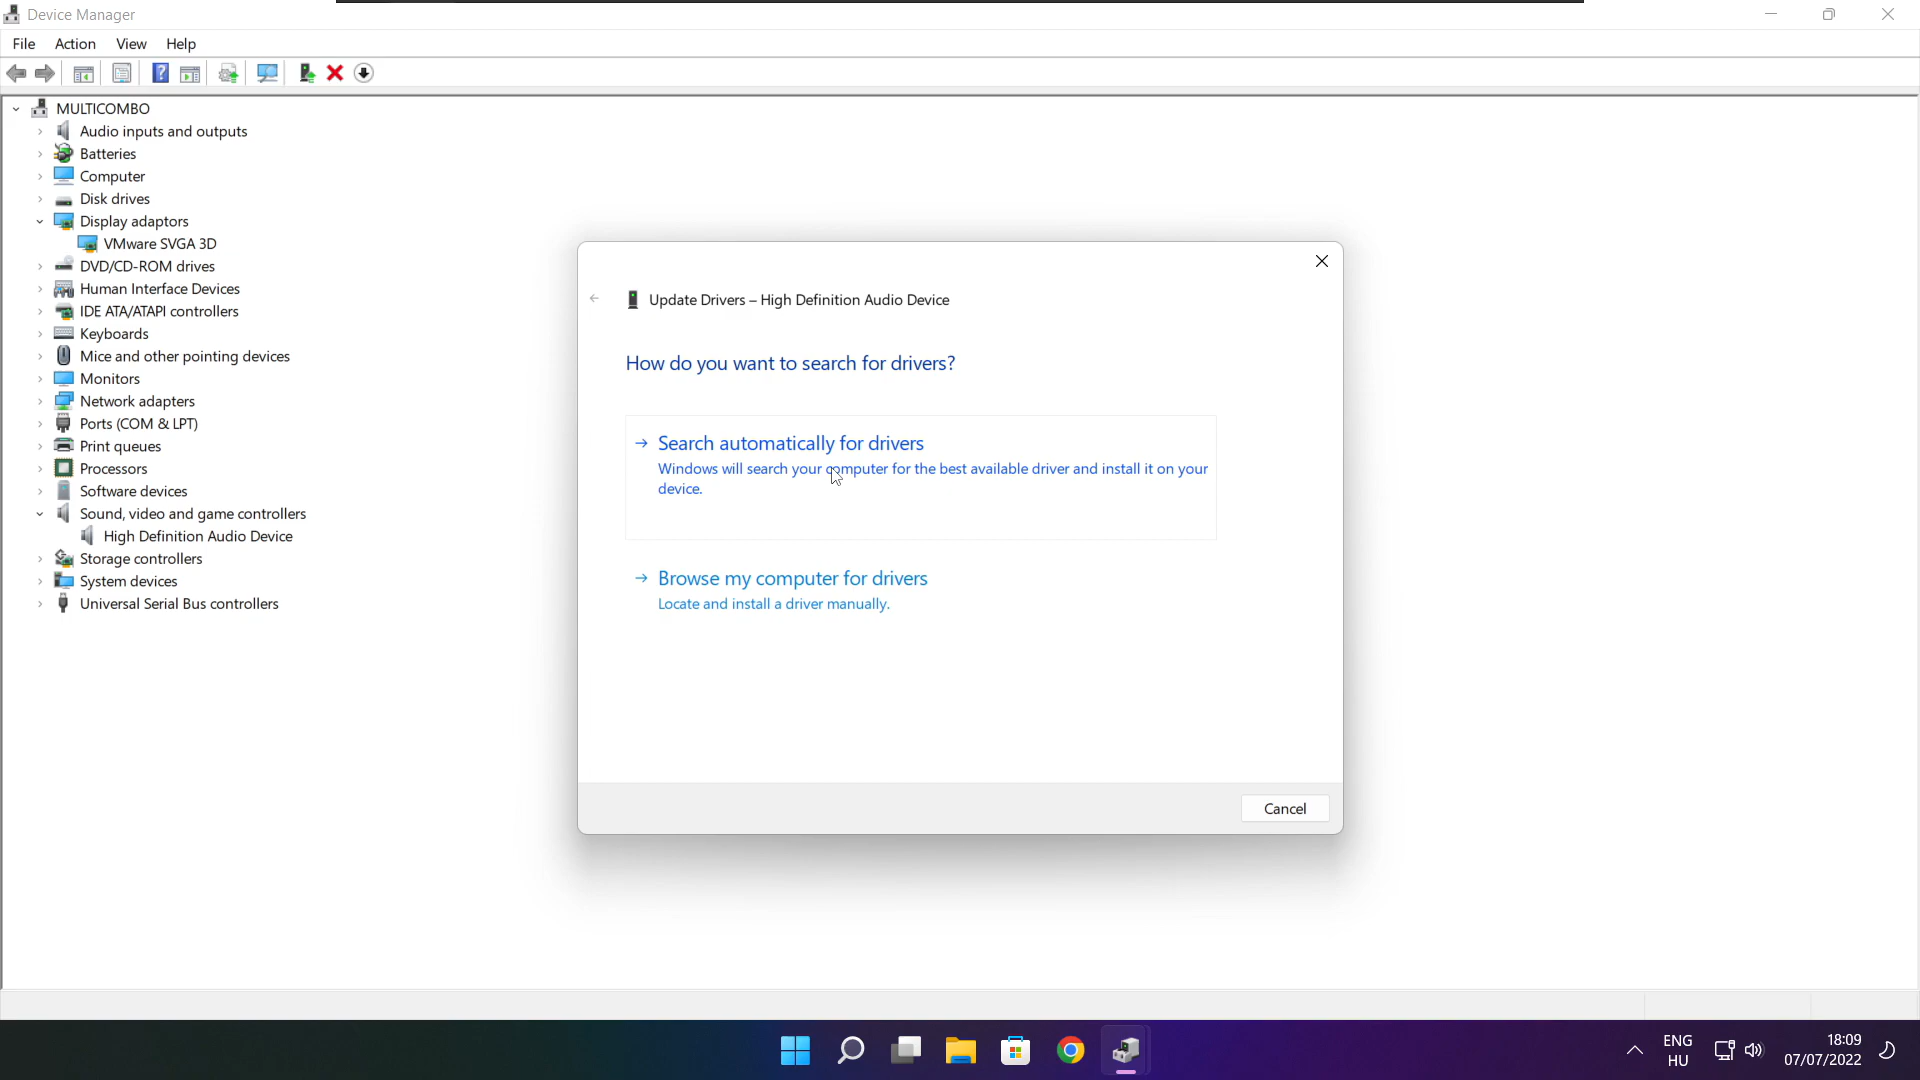 Device Manager
File Action View Help
MULTICOMBO
Audio inputs and outputs
Batteries
Computer
Disk drives
Display adaptors
VMware SVGA 3D
DVD/CD-ROM drives
Human Interface Devices
IDE ATA/ATAPI controllers
Keyboards
Mice and other pointing devices
Monitors
Network adapters
Ports (COM & LPT)
Print queues
Processors
Software devices
Sound, video and game controllers
High Definition Audio Device
Storage controllers
System devices
Universal Serial Bus controllers
Update Drivers – High Definition Audio Device
How do you want to search for drivers?
Search automatically for drivers
Windows will search your computer for the best available driver and install it on your
device.
Browse my computer for drivers
Locate and install a driver manually.
Cancel
ENG
HU
18:09
07/07/2022